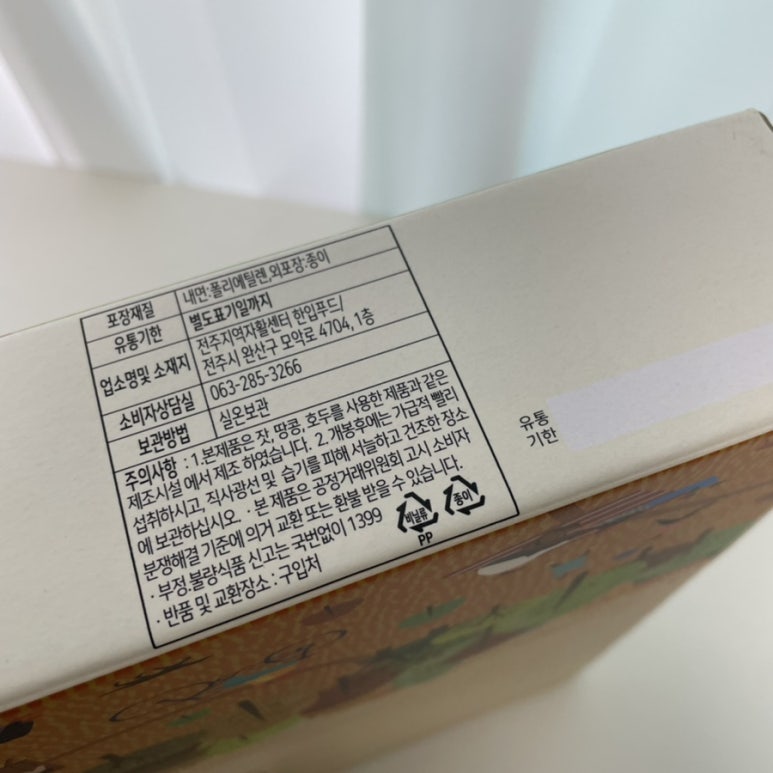 포장재질 내면:폴리에틸렌,외포장:종이
유통기한 별도표기일까지
업소명및 소재지 전주지역자활센터 한입푸드/
전주시 완산구 모악로 4704, 1층
소비자상담실 063-285-3266
보관방법 실온보관
주의사항 : 1.본제품은 잣, 땅콩, 호두를 사용한 제품과 같은
제조시설 에서 제조 하였습니다. 2. 개봉후에는 가급적 빨리
섭취하시고, 직사광선 및 습기를 피해 서늘하고 건조한 장소
에 보관하십시오. · 본 제품은 공정거래위원회 고시 소비자
분쟁해결 기준에 의거 교환 또는 환불 받을 수 있습니다.
· 부정.불량식품 신고는 국번없이 1399
· 반품 및 교환장소 : 구입처
비닐류
PP
종이
유통
기한